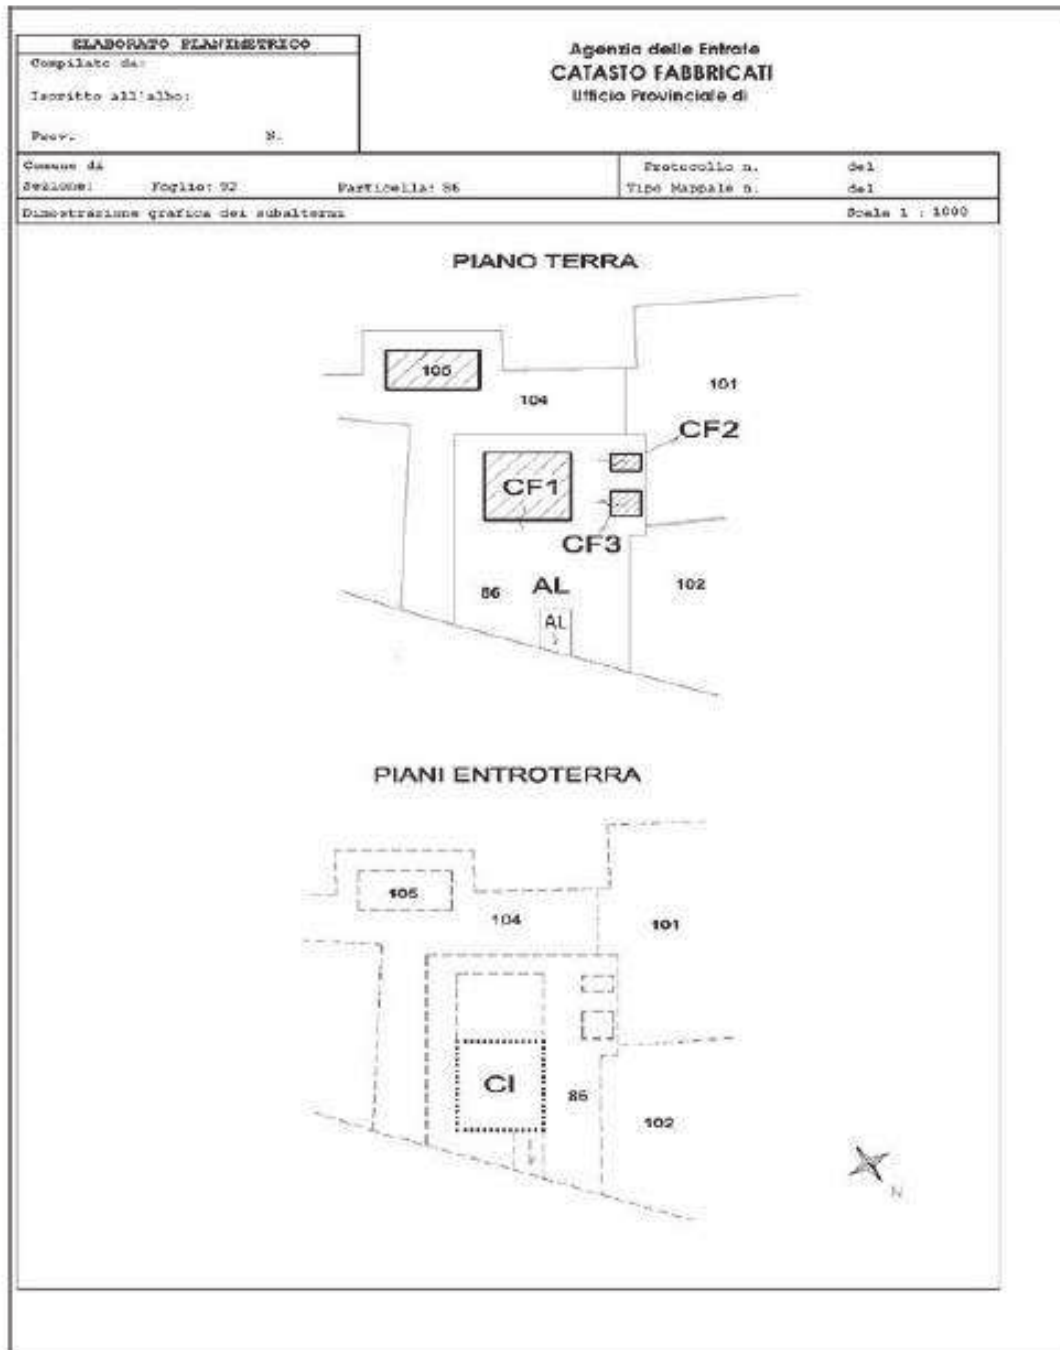 ELABORATO PLANIMETRICO
Compilato da:
Iscritto all'albo:
Prov. N.
Agenzia delle Entrate
CATASTO FABBRICATI
Ufficio Provinciale di
Comune di
Sezione: Foglio: 92 Particella: 86
Protocollo n. del
Tipo Mappale n. del
Dimostrazione grafica dei subalterni Scala 1 : 1000
PIANO TERRA
105
104
101
CF2
CF1
CF3
86
AL
102
AL
PIANI ENTROTERRA
105
104
101
CI
86
102
N